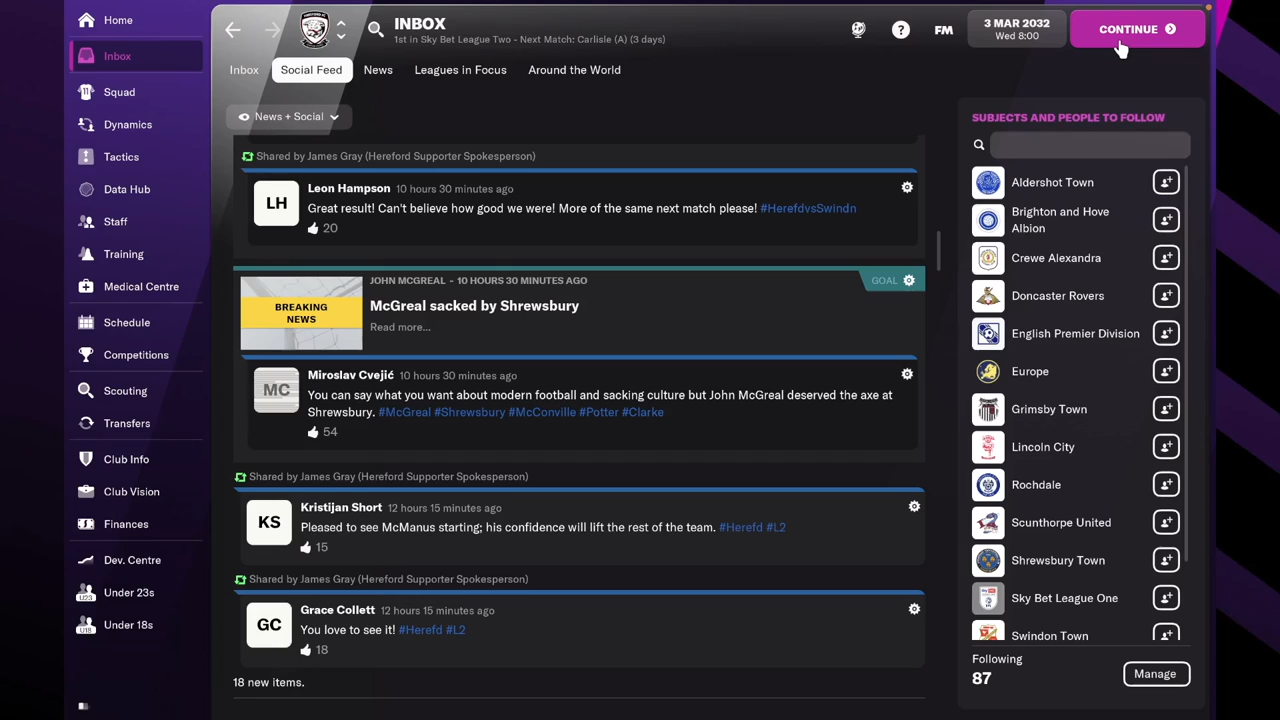 Home
Inbox
Squad
Dynamics
Tactics
Data Hub
Staff
Training
Medical Centre
Schedule
Competitions
Scouting
Transfers
Club Info
Club Vision
Finances
Dev. Centre
U23
Under 23s
U18
Under 18s
INBOX
1st in Sky Bet League Two - Next Match: Carlisle (A) (3 days)
?
FM
3 MAR 2032
Wed 8:00
CONTINUE
Inbox
Social Feed
News
Leagues in Focus
Around the World
News + Social
Shared by James Gray (Hereford Supporter Spokesperson)
LH
Leon Hampson 10 hours 30 minutes ago
Great result! Can't believe how good we were! More of the same next match please! #HerefdvsSwindn
20
BREAKING
NEWS
JOHN MCGREAL - 10 HOURS 30 MINUTES AGO
GOAL
McGreal sacked by Shrewsbury
Read more...
MC
Miroslav Cvejić 10 hours 30 minutes ago
You can say what you want about modern football and sacking culture but John McGreal deserved the axe at
Shrewsbury. #McGreal #Shrewsbury #McConville #Potter #Clarke
54
Shared by James Gray (Hereford Supporter Spokesperson)
KS
Kristijan Short 12 hours 15 minutes ago
Pleased to see McManus starting; his confidence will lift the rest of the team. #Herefd #L2
15
Shared by James Gray (Hereford Supporter Spokesperson)
GC
Grace Collett 12 hours 15 minutes ago
You love to see it! #Herefd #L2
18
18 new items.
SUBJECTS AND PEOPLE TO FOLLOW
Aldershot Town
Brighton and Hove
Albion
Crewe Alexandra
Doncaster Rovers
English Premier Division
Europe
Grimsby Town
Lincoln City
Rochdale
Scunthorpe United
Shrewsbury Town
Sky Bet League One
Swindon Town
Following
87
Manage